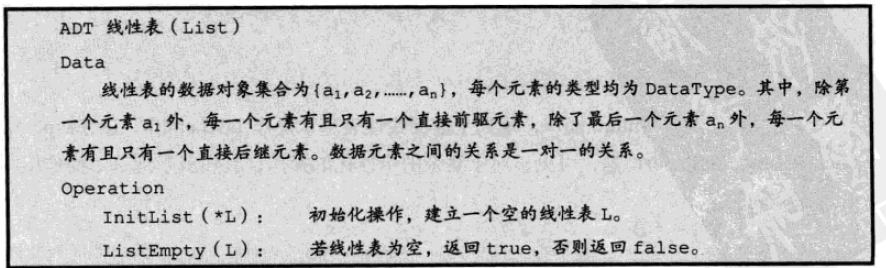 ADT 线性表(List)
Data
线性表的数据对象集合为{a₁,a₂,……,aₙ}，每个元素的类型均为 DataType。其中，除第
一个元素 a₁ 外，每一个元素有且只有一个直接前驱元素，除了最后一个元素 aₙ 外，每一个元
素有且只有一个直接后继元素。数据元素之间的关系是一对一的关系。
Operation
InitList(*L)： 初始化操作，建立一个空的线性表 L。
ListEmpty(L)： 若线性表为空，返回 true，否则返回 false。